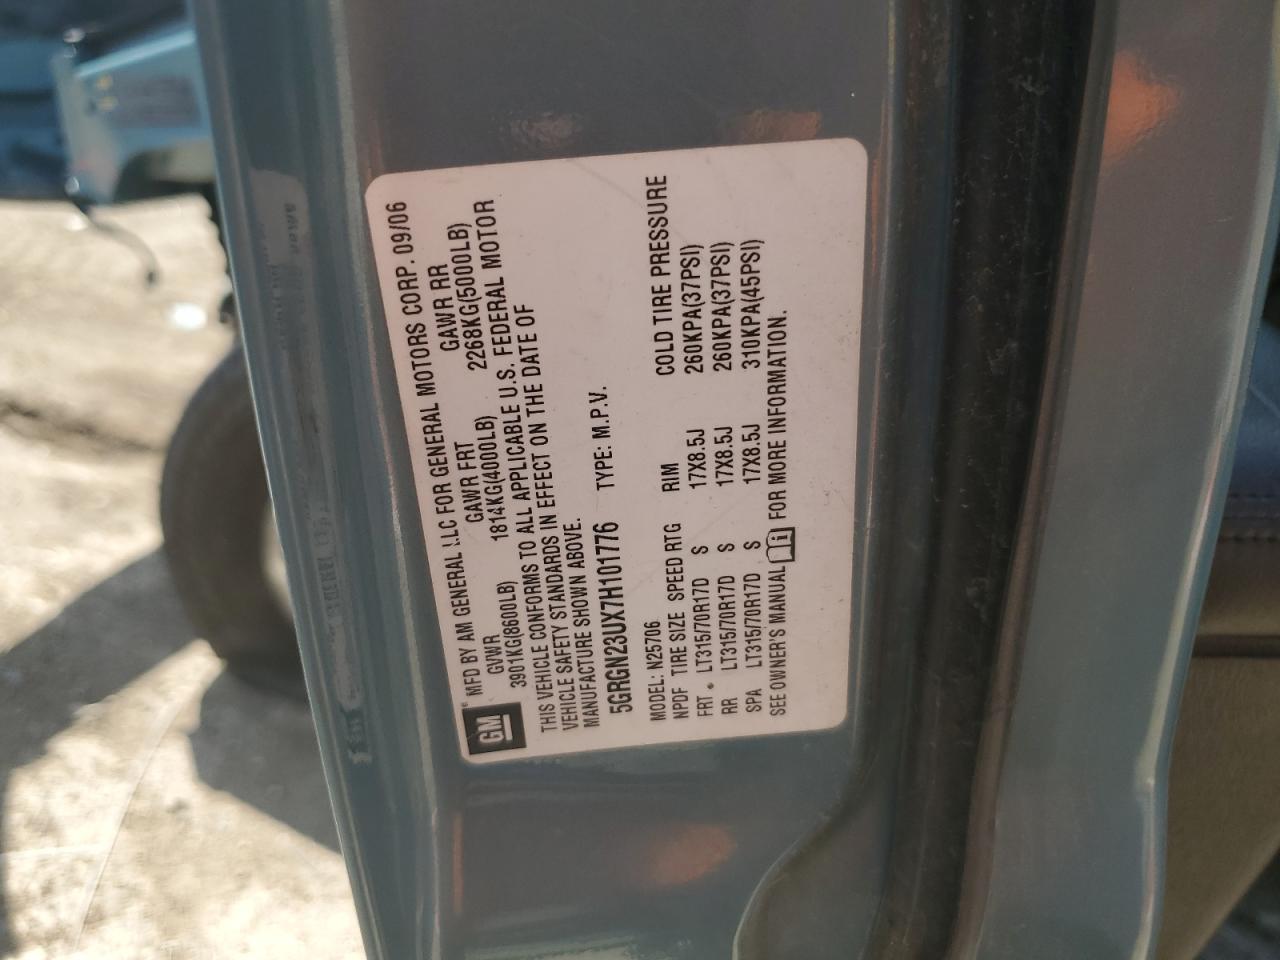 GM
MFD BY AM GENERAL LLC FOR GENERAL MOTORS CORP. 09/06
GVWR GAWR FRT GAWR RR
3901KG(8600LB) 1814KG(4000LB) 2268KG(5000LB)
THIS VEHICLE CONFORMS TO ALL APPLICABLE U.S. FEDERAL MOTOR
VEHICLE SAFETY STANDARDS IN EFFECT ON THE DATE OF
MANUFACTURE SHOWN ABOVE.
5GRGN23UX7H101776 TYPE: M.P.V.
MODEL: N25706
NPDF TIRE SIZE SPEED RTG RIM COLD TIRE PRESSURE
FRT LT315/70R17D S 17X8.5J 260KPA(37PSI)
RR LT315/70R17D S 17X8.5J 260KPA(37PSI)
SPA LT315/70R17D S 17X8.5J 310KPA(45PSI)
SEE OWNER'S MANUAL FOR MORE INFORMATION.